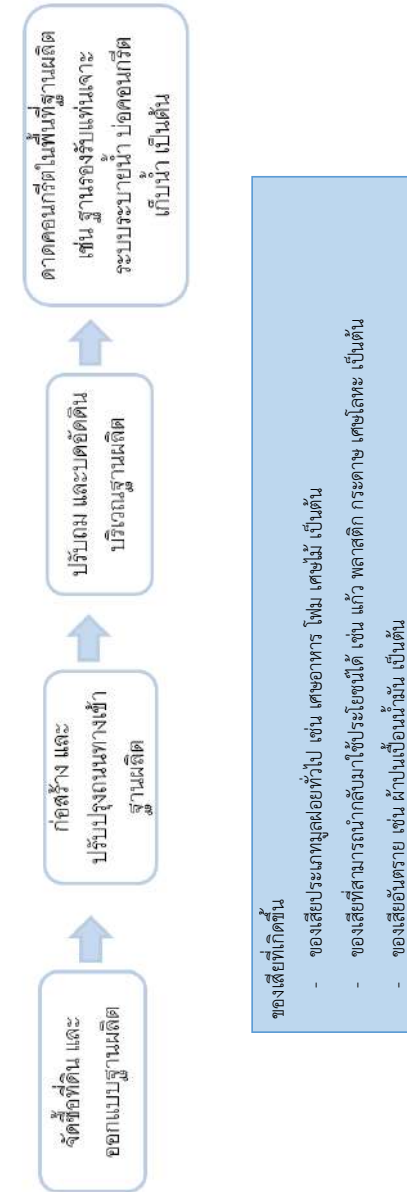 จัดซื้อที่ดิน และ
ออกแบบฐานผลิต
ก่อสร้าง และ
ปรับปรุงถนนทางเข้า
ฐานผลิต
ปรับถม และบดอัดดิน
บริเวณฐานผลิต
ดาดคอนกรีตในพื้นที่ฐานผลิต
เช่น ฐานรองรับแท่นเจาะ
ระบบระบายน้ำ บ่อคอนกรีต
เก็บน้ำ เป็นต้น
ของเสียที่เกิดขึ้น
- ของเสียประเภทมูลฝอยทั่วไป เช่น เศษอาหาร โฟม เศษไม้ เป็นต้น
- ของเสียที่สามารถนำกลับมาใช้ประโยชน์ได้ เช่น แก้ว พลาสติก กระดาษ เศษโลหะ เป็นต้น
- ของเสียอันตราย เช่น ผ้าปนเปื้อนน้ำมัน เป็นต้น